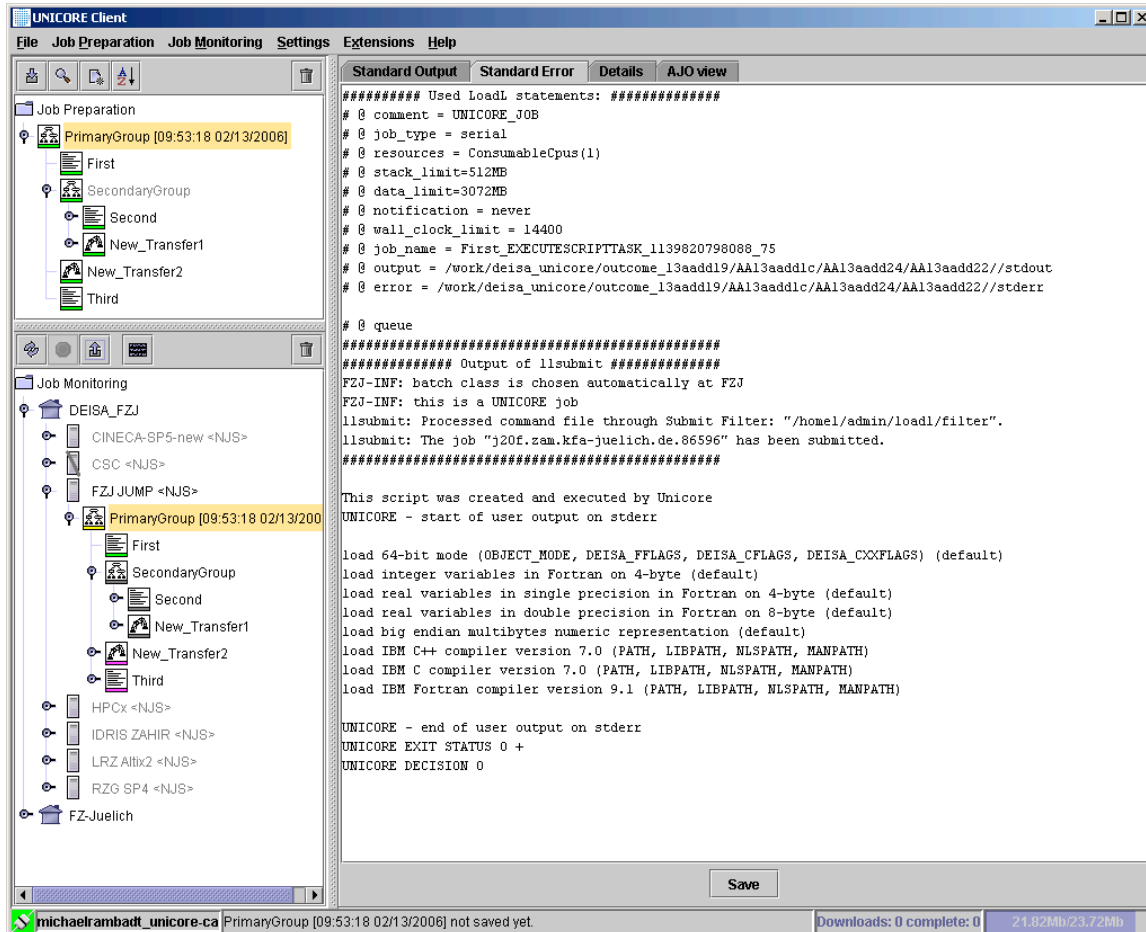 UNICORE Client
File Job Preparation Job Monitoring Settings Extensions Help
Job Preparation
PrimaryGroup [09:53:18 02/13/2006]
First
SecondaryGroup
Second
New_Transfer1
New_Transfer2
Third
Job Monitoring
DEISA_FZJ
CINECA-SP5-new <NJS>
CSC <NJS>
FZJ JUMP <NJS>
PrimaryGroup [09:53:18 02/13/200
First
SecondaryGroup
Second
New_Transfer1
New_Transfer2
Third
HPCx <NJS>
IDRIS ZAHIR <NJS>
LRZ Altix2 <NJS>
RZG SP4 <NJS>
FZ-Juelich
Standard Output Standard Error Details AJO view
########## Used LoadL statements: ##############
# @ comment = UNICORE_JOB
# @ job_type = serial
# @ resources = ConsumableCpus(1)
# @ stack_limit=512MB
# @ data_limit=3072MB
# @ notification = never
# @ wall_clock_limit = 14400
# @ job_name = First_EXECUTESCRIPTTASK_1139820798088_75
# @ output = /work/deisa_unicore/outcome_13aadd19/AA13aadd1c/AA13aadd24/AA13aadd22//stdout
# @ error = /work/deisa_unicore/outcome_13aadd19/AA13aadd1c/AA13aadd24/AA13aadd22//stderr
# @ queue
################################################
############## Output of llsubmit ##############
FZJ-INF: batch class is chosen automatically at FZJ
FZJ-INF: this is a UNICORE job
llsubmit: Processed command file through Submit Filter: "/homel/admin/loadl/filter".
llsubmit: The job "j20f.zam.kfa-juelich.de.86596" has been submitted.
################################################
This script was created and executed by Unicore
UNICORE - start of user output on stderr
load 64-bit mode (OBJECT_MODE, DEISA_FFLAGS, DEISA_CFLAGS, DEISA_CXXFLAGS) (default)
load integer variables in Fortran on 4-byte (default)
load real variables in single precision in Fortran on 4-byte (default)
load real variables in double precision in Fortran on 8-byte (default)
load big endian multibytes numeric representation (default)
load IBM C++ compiler version 7.0 (PATH, LIBPATH, NLSPATH, MANPATH)
load IBM C compiler version 7.0 (PATH, LIBPATH, NLSPATH, MANPATH)
load IBM Fortran compiler version 9.1 (PATH, LIBPATH, NLSPATH, MANPATH)
UNICORE - end of user output on stderr
UNICORE EXIT STATUS 0 +
UNICORE DECISION 0
Save
michaelrambadt_unicore-ca PrimaryGroup [09:53:18 02/13/2006] not saved yet. Downloads: 0 complete: 0 21.82Mb/23.72Mb